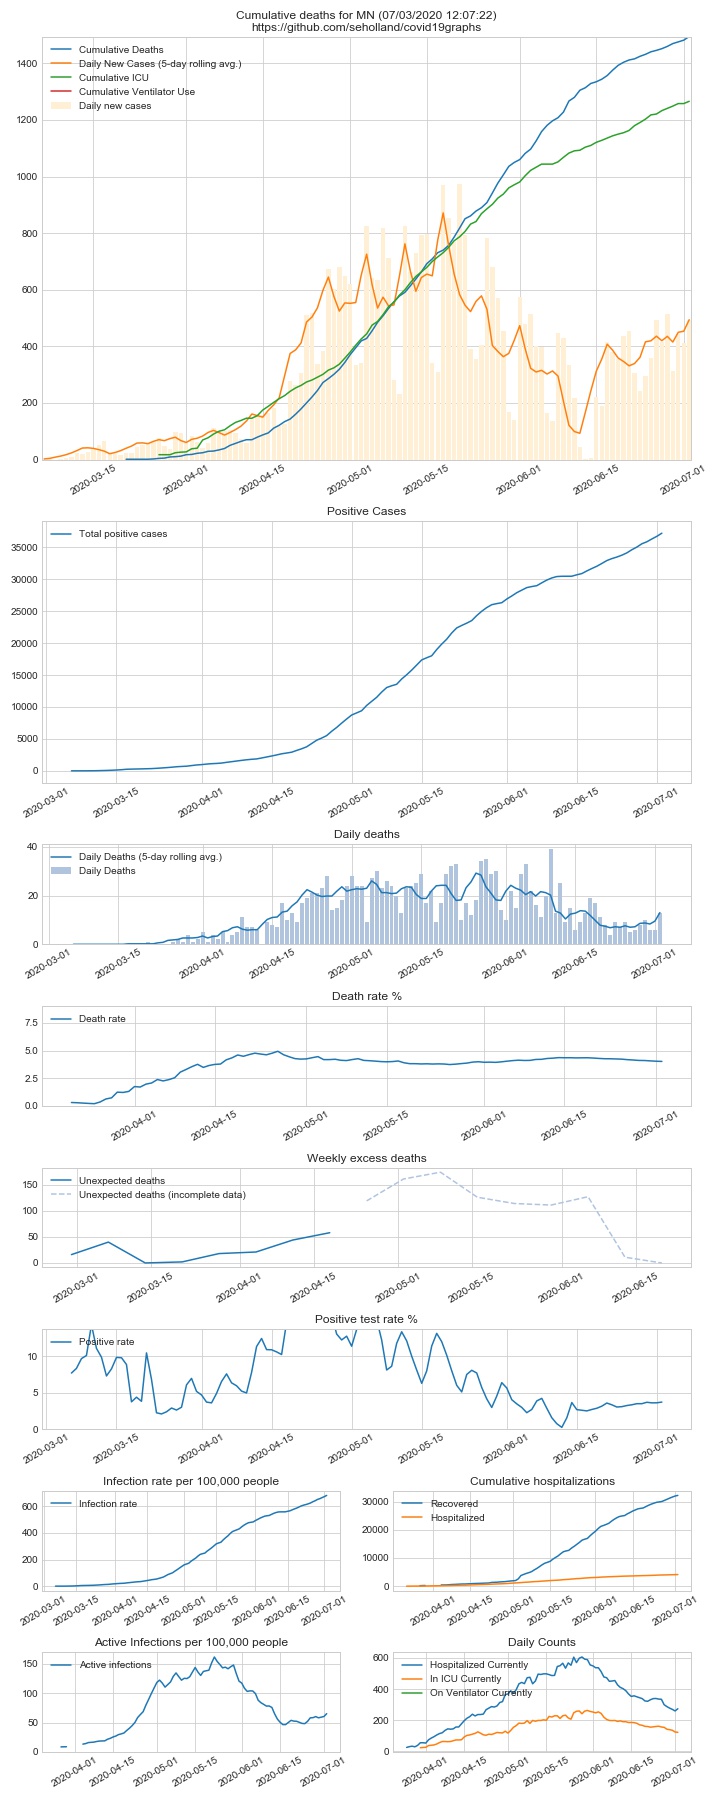 Cumulative deaths for MN (07/03/2020 12:07:22)
https://github.com/seholland/covid19graphs
Cumulative Deaths
Daily New Cases (5-day rolling avg.)
Cumulative ICU
Cumulative Ventilator Use
Daily new cases
1400
1200
1000
800
600
400
200
0
2020-03-15 2020-04-01 2020-04-15 2020-05-01 2020-05-15 2020-06-01 2020-06-15 2020-07-01
Positive Cases
Total positive cases
35000
30000
25000
20000
15000
10000
5000
0
2020-03-01 2020-03-15 2020-04-01 2020-04-15 2020-05-01 2020-05-15 2020-06-01 2020-06-15 2020-07-01
Daily deaths
Daily Deaths (5-day rolling avg.)
Daily Deaths
40
20
0
2020-03-01 2020-03-15 2020-04-01 2020-04-15 2020-05-01 2020-05-15 2020-06-01 2020-06-15 2020-07-01
Death rate %
Death rate
7.5
5.0
2.5
0.0
2020-04-01 2020-04-15 2020-05-01 2020-05-15 2020-06-01 2020-06-15 2020-07-01
Weekly excess deaths
Unexpected deaths
Unexpected deaths (incomplete data)
150
100
50
0
2020-03-01 2020-03-15 2020-04-01 2020-04-15 2020-05-01 2020-05-15 2020-06-01 2020-06-15
Positive test rate %
Positive rate
10
5
0
2020-03-01 2020-03-15 2020-04-01 2020-04-15 2020-05-01 2020-05-15 2020-06-01 2020-06-15 2020-07-01
Infection rate per 100,000 people
Infection rate
600
400
200
0
2020-03-01 2020-03-15 2020-04-01 2020-04-15 2020-05-01 2020-05-15 2020-06-01 2020-06-15 2020-07-01
Cumulative hospitalizations
Recovered
Hospitalized
30000
20000
10000
0
2020-04-01 2020-04-15 2020-05-01 2020-05-15 2020-06-01 2020-06-15 2020-07-01
Active Infections per 100,000 people
Active infections
150
100
50
0
2020-04-01 2020-04-15 2020-05-01 2020-05-15 2020-06-01 2020-06-15 2020-07-01
Daily Counts
Hospitalized Currently
In ICU Currently
On Ventilator Currently
600
400
200
0
2020-04-01 2020-04-15 2020-05-01 2020-05-15 2020-06-01 2020-06-15 2020-07-01